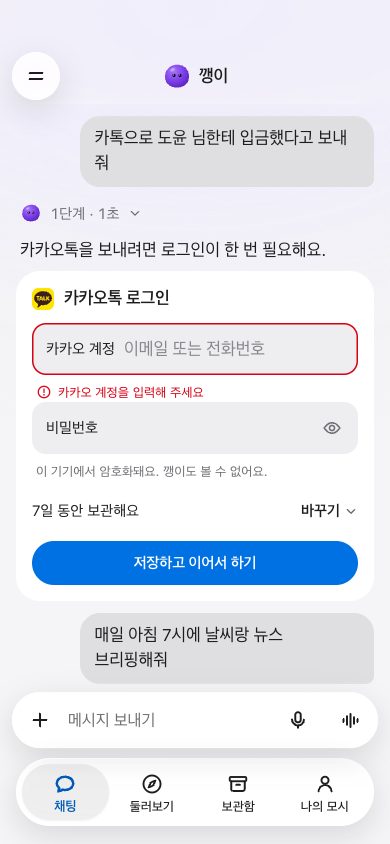 깽이
카톡으로 도윤 님한테 입금했다고 보내
줘
1단계 · 1초
카카오톡을 보내려면 로그인이 한 번 필요해요.
TALK
카카오톡 로그인
카카오 계정 이메일 또는 전화번호
카카오 계정을 입력해 주세요
비밀번호
이 기기에서 암호화돼요. 깽이도 볼 수 없어요.
7일 동안 보관해요 바꾸기
저장하고 이어서 하기
매일 아침 7시에 날씨랑 뉴스
브리핑해줘
메시지 보내기
채팅 둘러보기 보관함 나의 모시